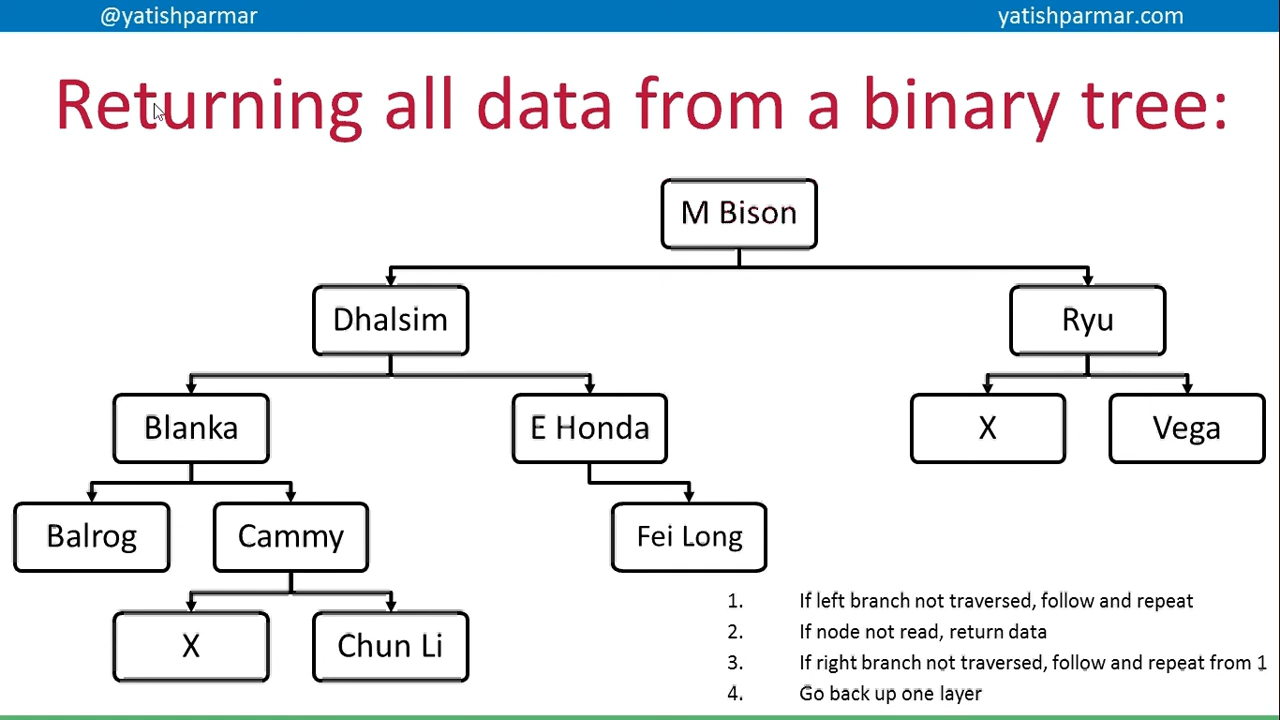 @yatishparmar
yatishparmar.com
Returning all data from a binary tree:
M Bison
Dhalsim
Ryu
Blanka
E Honda
X
Vega
Balrog
Cammy
Fei Long
X
Chun Li
1. If left branch not traversed, follow and repeat
2. If node not read, return data
3. If right branch not traversed, follow and repeat from 1
4. Go back up one layer